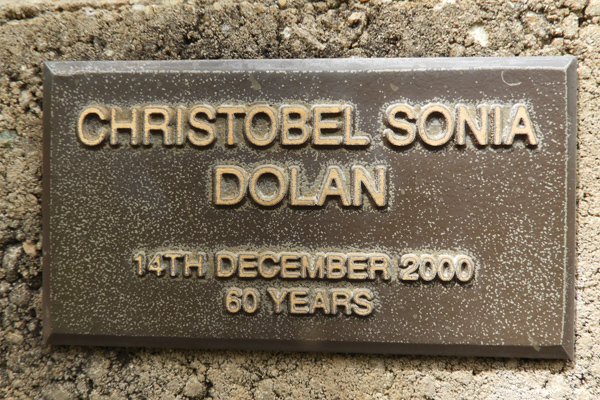 CHRISTOBEL SONIA
DOLAN
14TH DECEMBER 2000
60 YEARS